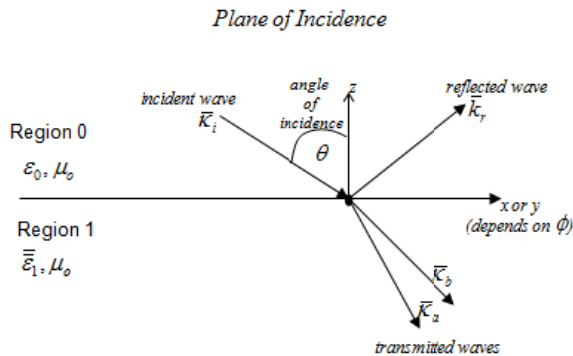 Plane of Incidence
incident wave
κ̄ᵢ
angle
of
incidence
θ
z
reflected wave
k̄ᵣ
Region 0
ε₀, μₒ
x or y
(depends on ϕ)
Region 1
ε̿₁, μₒ
κ̄_b
κ̄ₐ
transmitted waves